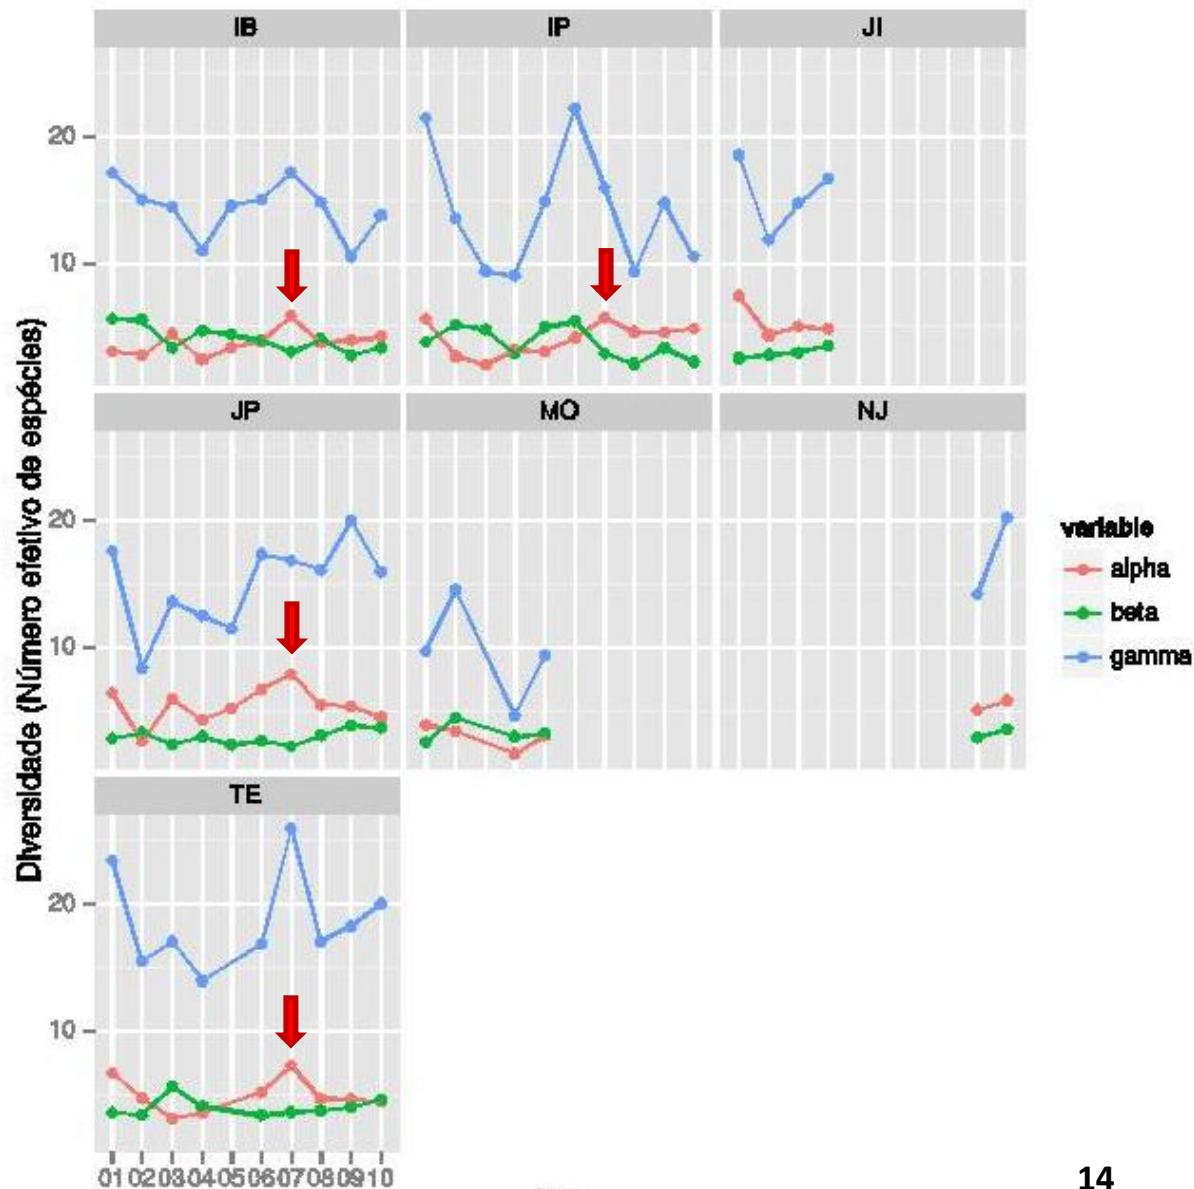 IB IP JI
20
10
JP MO NJ
20
10
TE
20
10
01 02 03 04 05 06 07 08 09 10
Diversidade (Número efetivo de espécies)
variable
alpha
beta
gamma
14